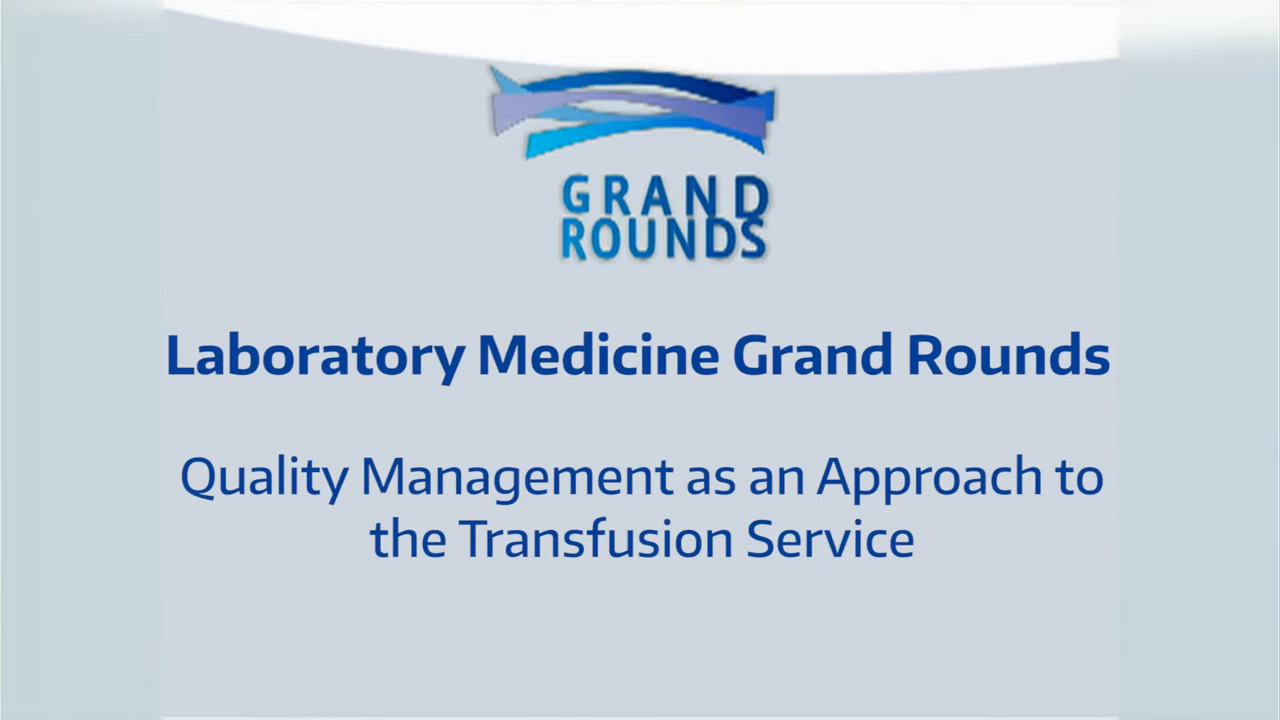 GRAND
ROUNDS
Laboratory Medicine Grand Rounds
Quality Management as an Approach to
the Transfusion Service